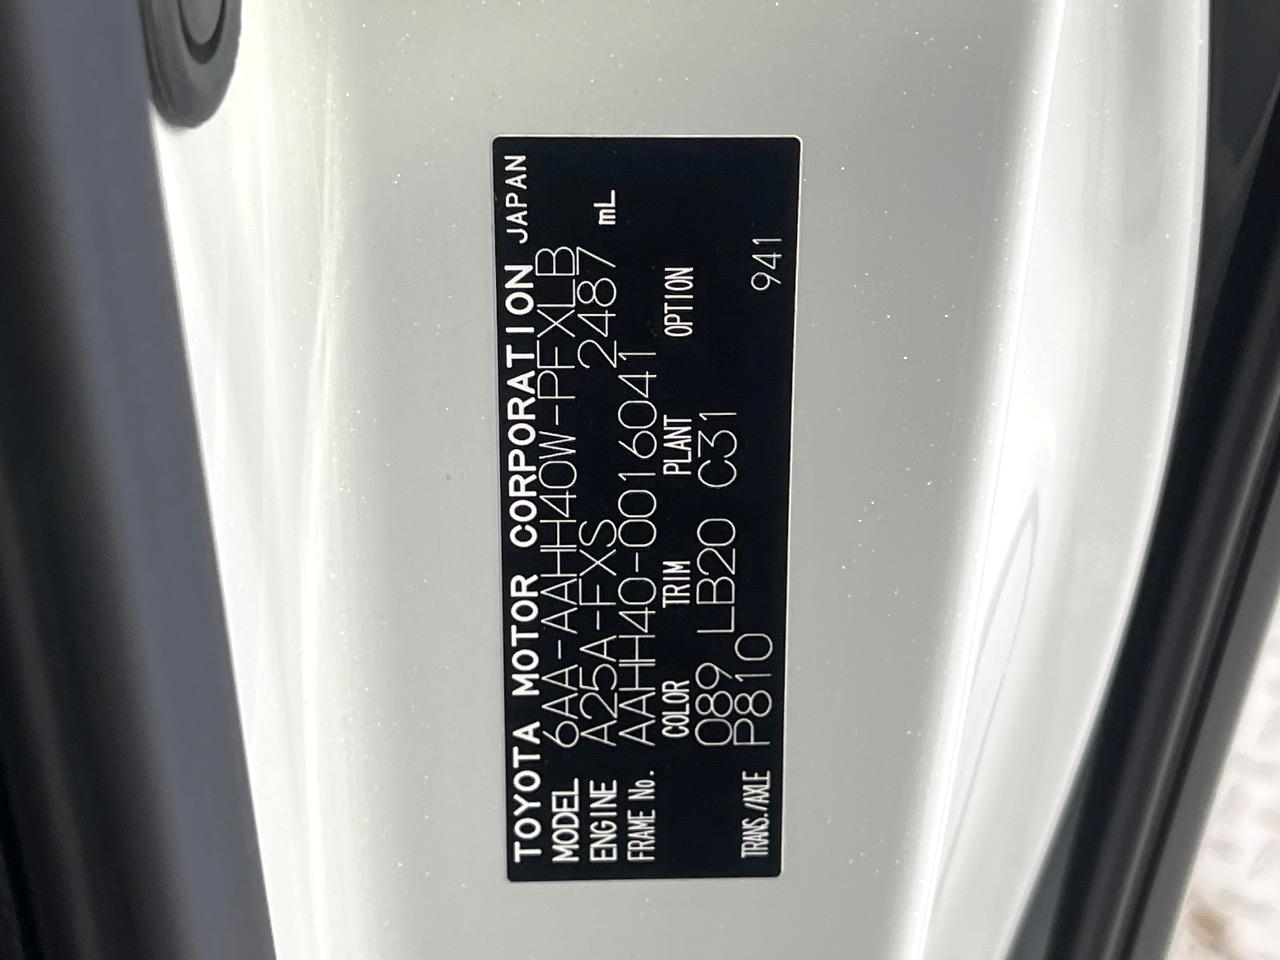 TOYOTA MOTOR CORPORATION JAPAN
MODEL 6AA-AAHH40W-PFXLB
ENGINE A25A-FXS 2487 mL
FRAME No. AAHH40-0016041
COLOR TRIM PLANT OPTION
089 LB20 C31
TRANS./AXLE P810 941